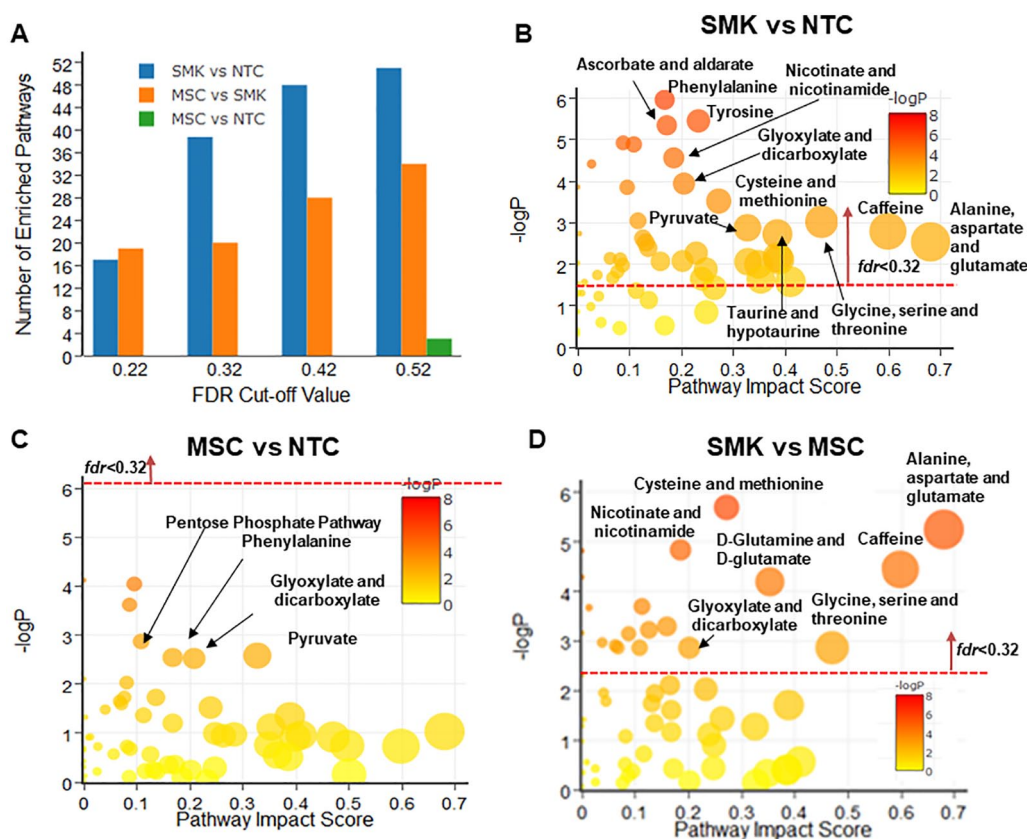 A
SMK vs NTC
MSC vs SMK
MSC vs NTC
Number of Enriched Pathways
52
48
44
40
36
32
28
24
20
16
12
8
4
0
0.22
0.32
0.42
0.52
FDR Cut-off Value
B
SMK vs NTC
Ascorbate and aldarate
Phenylalanine
Tyrosine
Nicotinate and
nicotinamide
Glyoxylate and
dicarboxylate
Cysteine and
methionine
Pyruvate
Caffeine
Alanine,
aspartate
and
glutamate
fdr<0.32
Taurine and
hypotaurine
Glycine, serine and
threonine
-logP
8
6
4
2
0
-logP
6
5
4
3
2
1
0
0
0.1
0.2
0.3
0.4
0.5
0.6
0.7
Pathway Impact Score
C
MSC vs NTC
fdr<0.32
Pentose Phosphate Pathway
Phenylalanine
Glyoxylate and
dicarboxylate
Pyruvate
-logP
8
6
4
2
0
-logP
6
5
4
3
2
1
0
0
0.1
0.2
0.3
0.4
0.5
0.6
0.7
Pathway Impact Score
D
SMK vs MSC
Cysteine and methionine
Alanine,
aspartate and
glutamate
Nicotinate and
nicotinamide
D-Glutamine and
D-glutamate
Caffeine
Glyoxylate and
dicarboxylate
Glycine, serine and
threonine
fdr<0.32
-logP
8
6
4
2
0
-logP
6
5
4
3
2
1
0
0
0.1
0.2
0.3
0.4
0.5
0.6
0.7
Pathway Impact Score